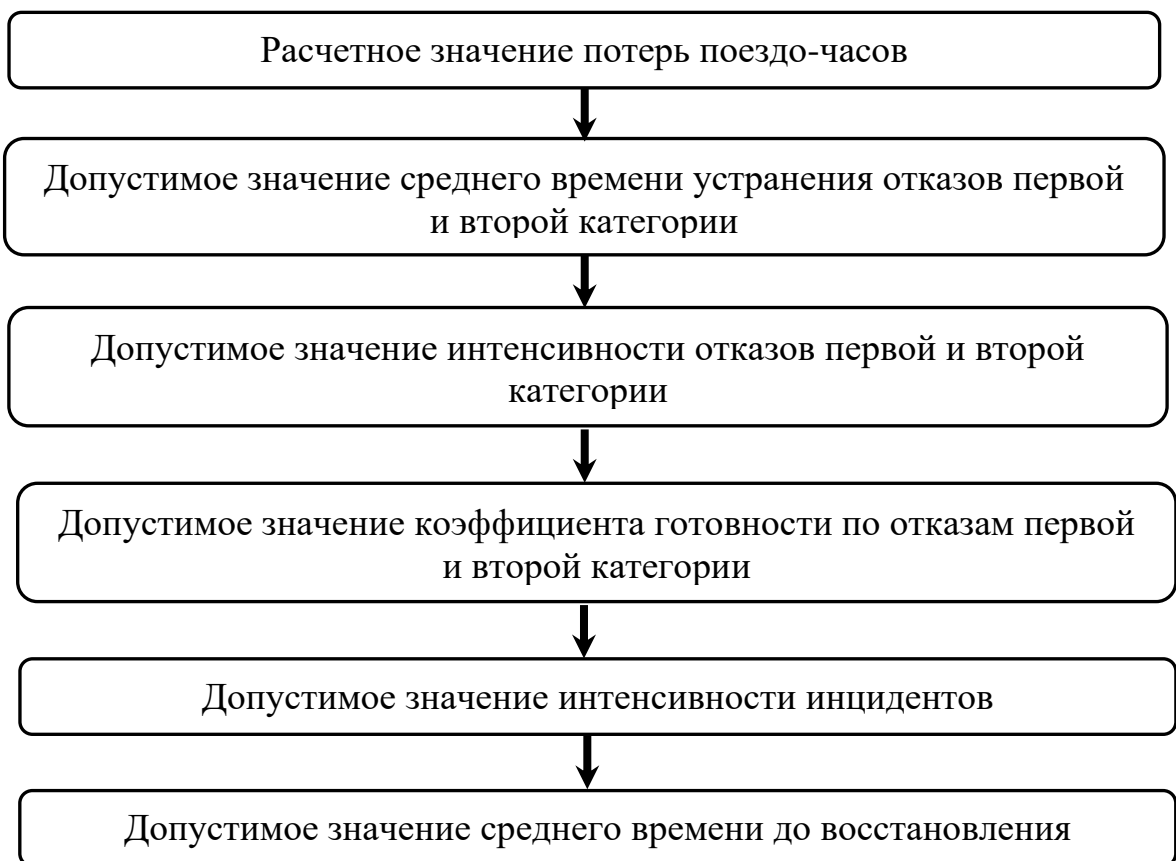 Расчетное значение потерь поездо-часов
Допустимое значение среднего времени устранения отказов первой
и второй категории
Допустимое значение интенсивности отказов первой и второй
категории
Допустимое значение коэффициента готовности по отказам первой
и второй категории
Допустимое значение интенсивности инцидентов
Допустимое значение среднего времени до восстановления